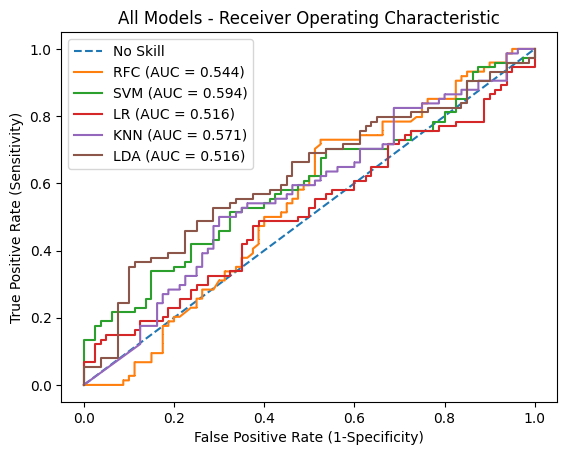 All Models - Receiver Operating Characteristic
True Positive Rate (Sensitivity)
1.0
0.8
0.6
0.4
0.2
0.0
No Skill
RFC (AUC = 0.544)
SVM (AUC = 0.594)
LR (AUC = 0.516)
KNN (AUC = 0.571)
LDA (AUC = 0.516)
0.0 0.2 0.4 0.6 0.8 1.0
False Positive Rate (1-Specificity)